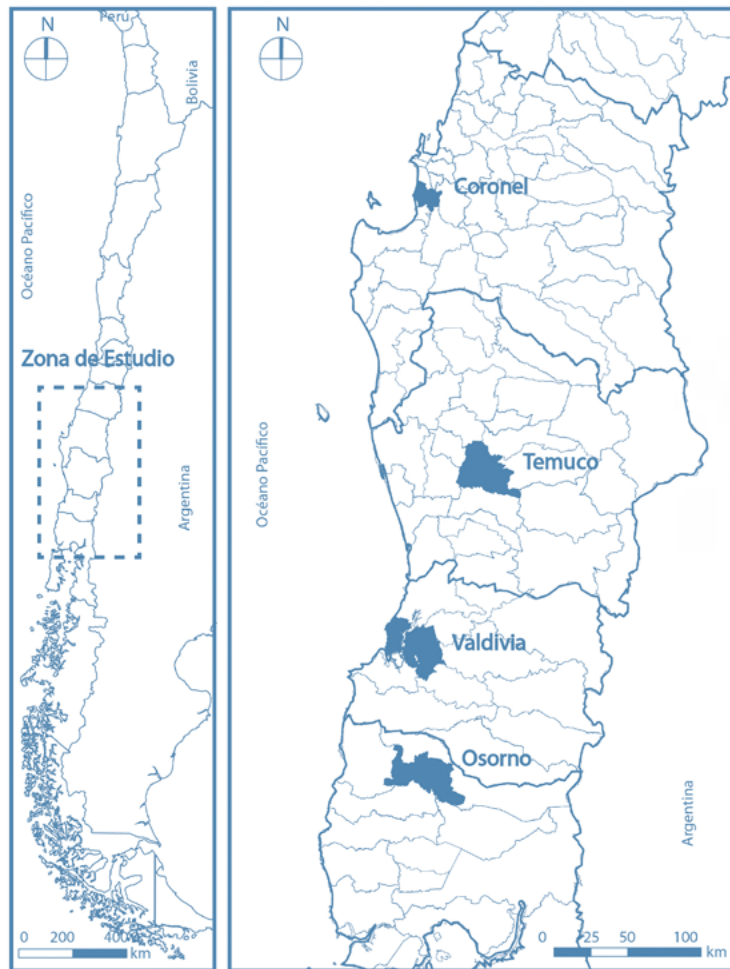 Perú
N
Bolivia
Océano Pacífico
Zona de Estudio
Argentina
0 200 400
km
N
Coronel
Océano Pacífico
Temuco
Valdivia
Osorno
Argentina
0 25 50 100
km